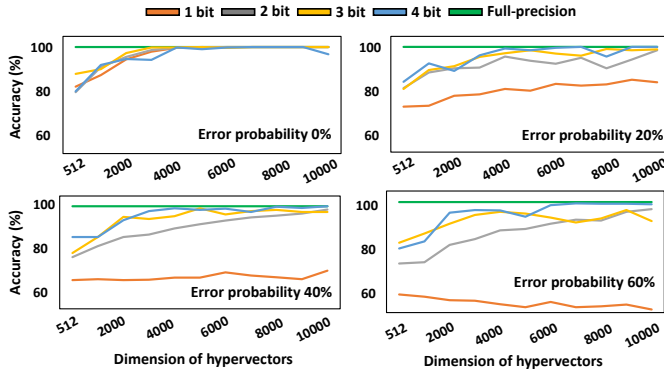 1 bit 2 bit 3 bit 4 bit Full-precision
Accuracy (%)
100
80
60
512 2000 4000 6000 8000 10000
Error probability 0%
100
80
60
512 2000 4000 6000 8000 10000
Error probability 20%
Accuracy (%)
100
80
60
512 2000 4000 6000 8000 10000
Error probability 40%
Dimension of hypervectors
100
80
60
512 2000 4000 6000 8000 10000
Error probability 60%
Dimension of hypervectors